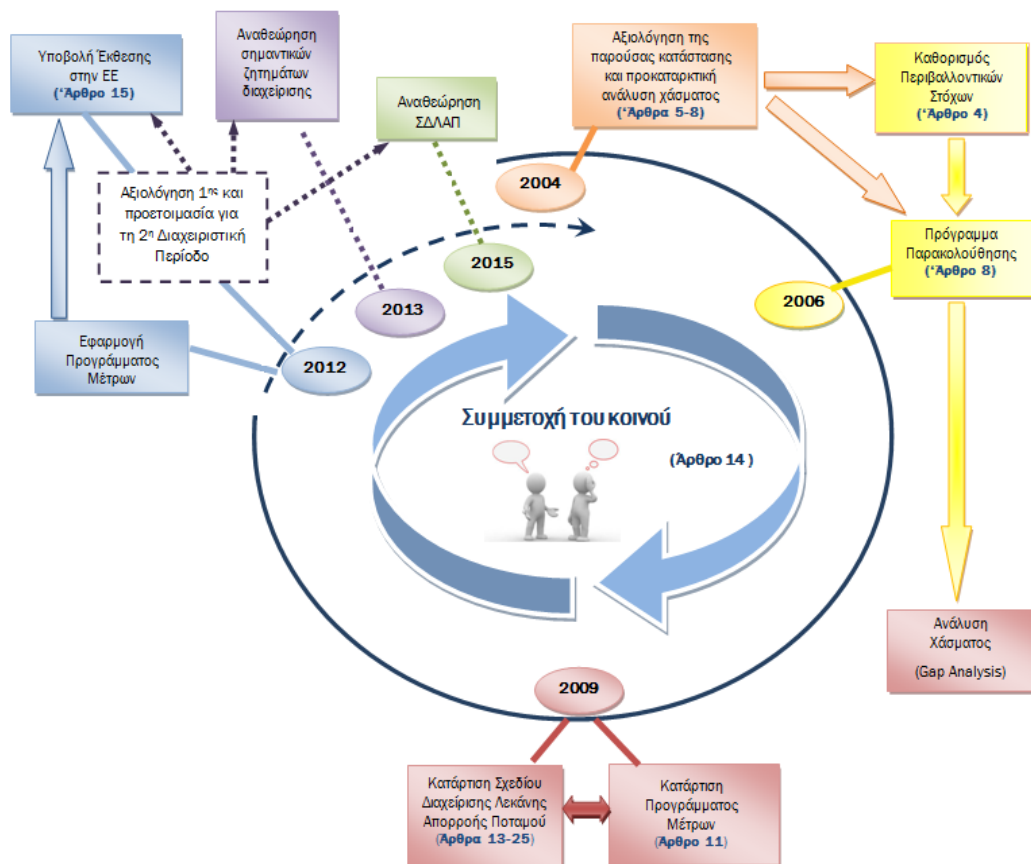 Υποβολή Έκθεσης
στην ΕΕ
(‘Άρθρο 15)
Αναθεώρηση
σημαντικών
ζητημάτων
διαχείρισης
Αναθεώρηση
ΣΔΛΑΠ
Αξιολόγηση της
παρούσας κατάστασης
και προκαταρκτική
ανάλυση χάσματος
(‘Άρθρα 5-8)
Καθορισμός
Περιβαλλοντικών
Στόχων
(‘Άρθρο 4)
Αξιολόγηση 1ης και
προετοιμασία για
τη 2η Διαχειριστική
Περίοδο
2004
Πρόγραμμα
Παρακολούθησης
(‘Άρθρο 8)
2015
2006
2013
Εφαρμογή
Προγράμματος
Μέτρων
2012
Συμμετοχή του κοινού
(Άρθρο 14 )
Ανάλυση
Χάσματος
(Gap Analysis)
2009
Κατάρτιση Σχεδίου
Διαχείρισης Λεκάνης
Απορροής Ποταμού
(Άρθρα 13-25)
Κατάρτιση
Προγράμματος
Μέτρων
(Άρθρο 11)